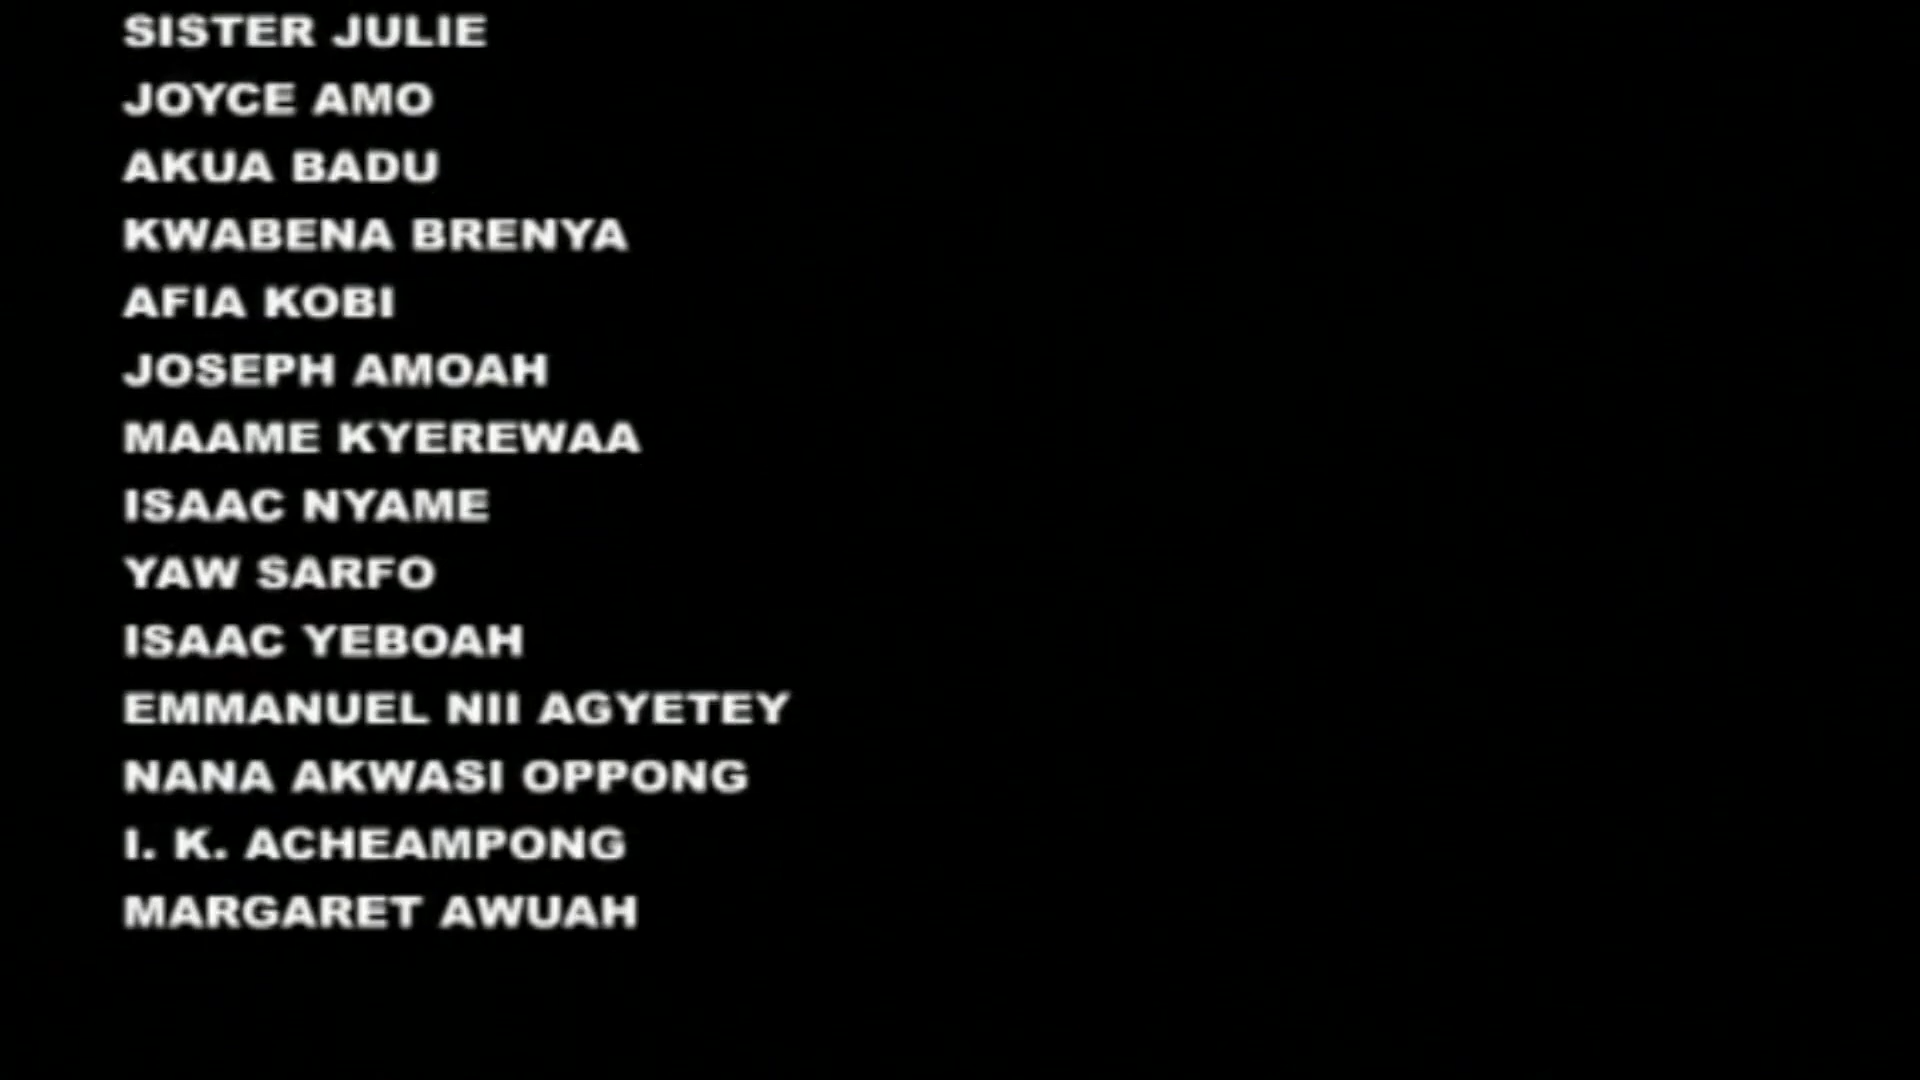 SISTER JULIE
JOYCE AMO
AKUA BADU
KWABENA BRENYA
AFIA KOBI
JOSEPH AMOAH
MAAME KYEREWAA
ISAAC NYAME
YAW SARFO
ISAAC YEBOAH
EMMANUEL NII AGYETEY
NANA AKWASI OPPONG
I. K. ACHEAMPONG
MARGARET AWUAH